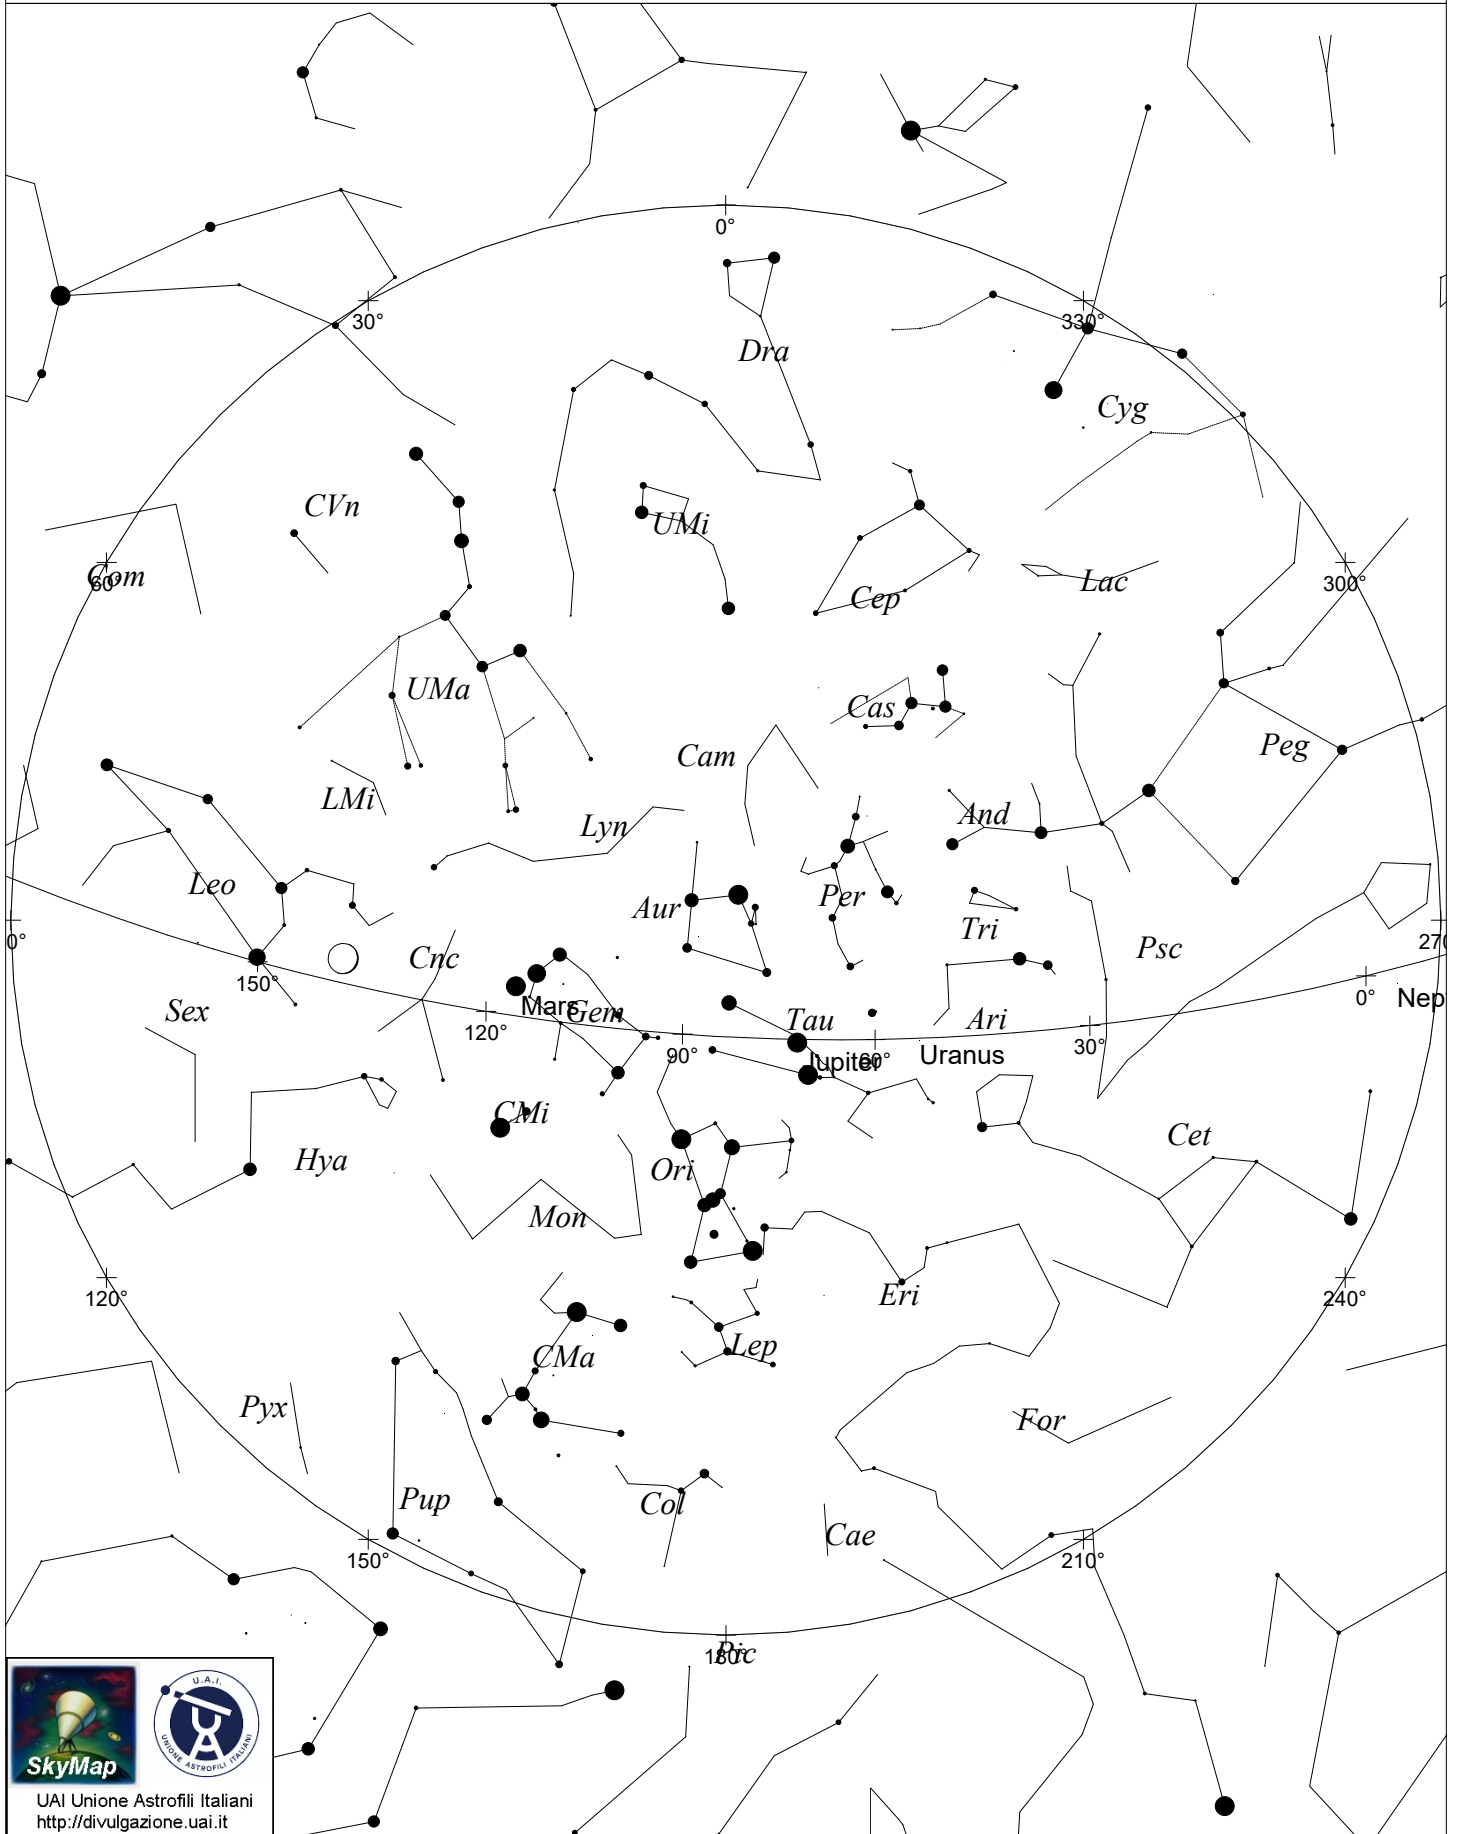 0°
30°
330°
Dra
Cyg
CVn
UMi
Com
60°
Cep
Lac
300°
UMa
Cas
Cam
Peg
LMi
Lyn
And
Leo
Aur
Per
Tri
Psc
0°
270
Cnc
150°
Sex
Mars
Gem
120°
Tau
Ari
0°
Nep
90°
Jupiter
60°
Uranus
30°
CMi
Cet
Hya
Ori
Mon
Eri
120°
240°
CMa
Lep
Pyx
For
Pup
Col
Cae
150°
210°
180°
Pic
U.A.I.
UNIONE ASTROFILI ITALIANI
SkyMap
UAI Unione Astrofili Italiani
http://divulgazione.uai.it